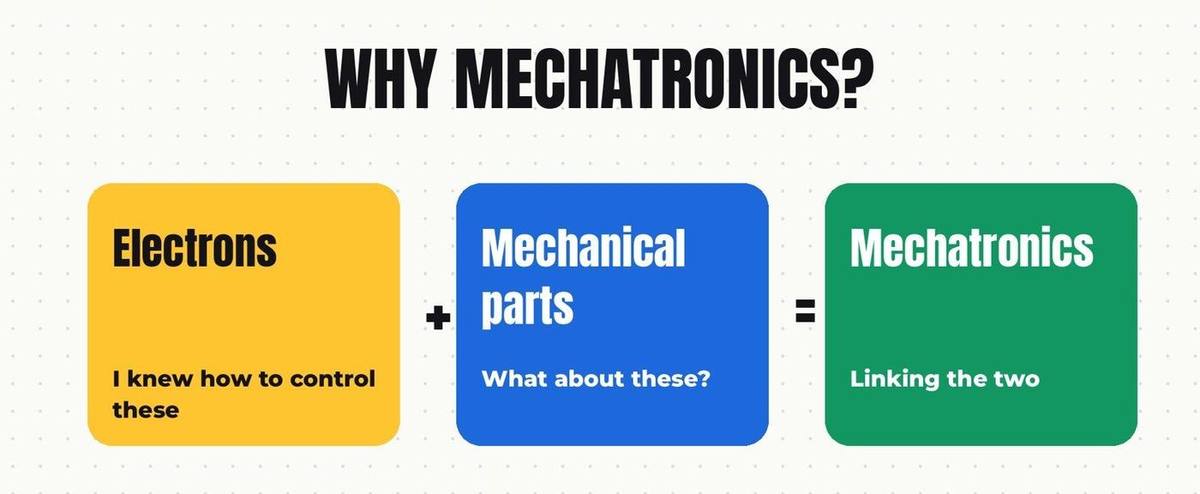 WHY MECHATRONICS?
Electrons
I knew how to control
these
+
Mechanical
parts
What about these?
=
Mechatronics
Linking the two